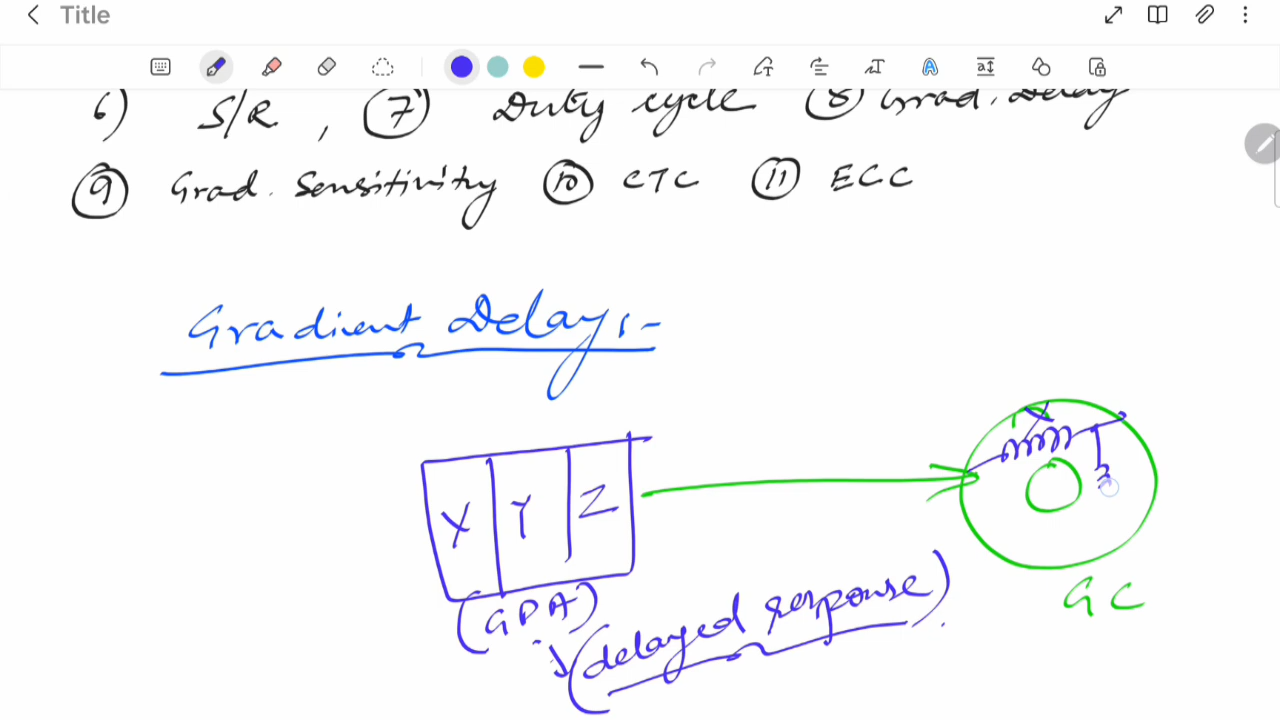 Title
6) S/R , (7) Duty cycle (8) Grad. Delay
(9) Grad. Sensitivity (10) CTC (11) ECC
Gradient Delay :-
X
X Y Z
(GPA)
GC
(delayed response)